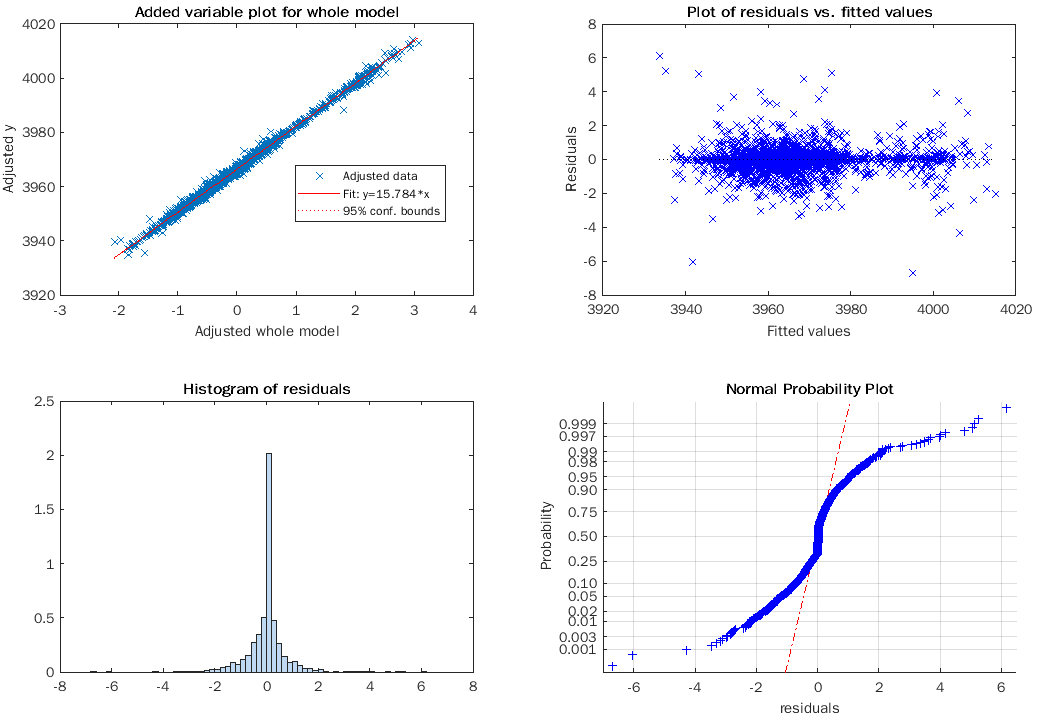 Added variable plot for whole model
4020
4000
3980
3960
3940
3920
Adjusted y
Adjusted data
Fit: y=15.784*x
95% conf. bounds
-3 -2 -1 0 1 2 3 4
Adjusted whole model
Plot of residuals vs. fitted values
8
6
4
2
0
-2
-4
-6
-8
Residuals
3920 3940 3960 3980 4000 4020
Fitted values
Histogram of residuals
2.5
2
1.5
1
0.5
0
-8 -6 -4 -2 0 2 4 6 8
Normal Probability Plot
0.999
0.997
0.99
0.98
0.95
0.90
0.75
0.50
0.25
0.10
0.05
0.02
0.01
0.003
0.001
Probability
-6 -4 -2 0 2 4 6
residuals